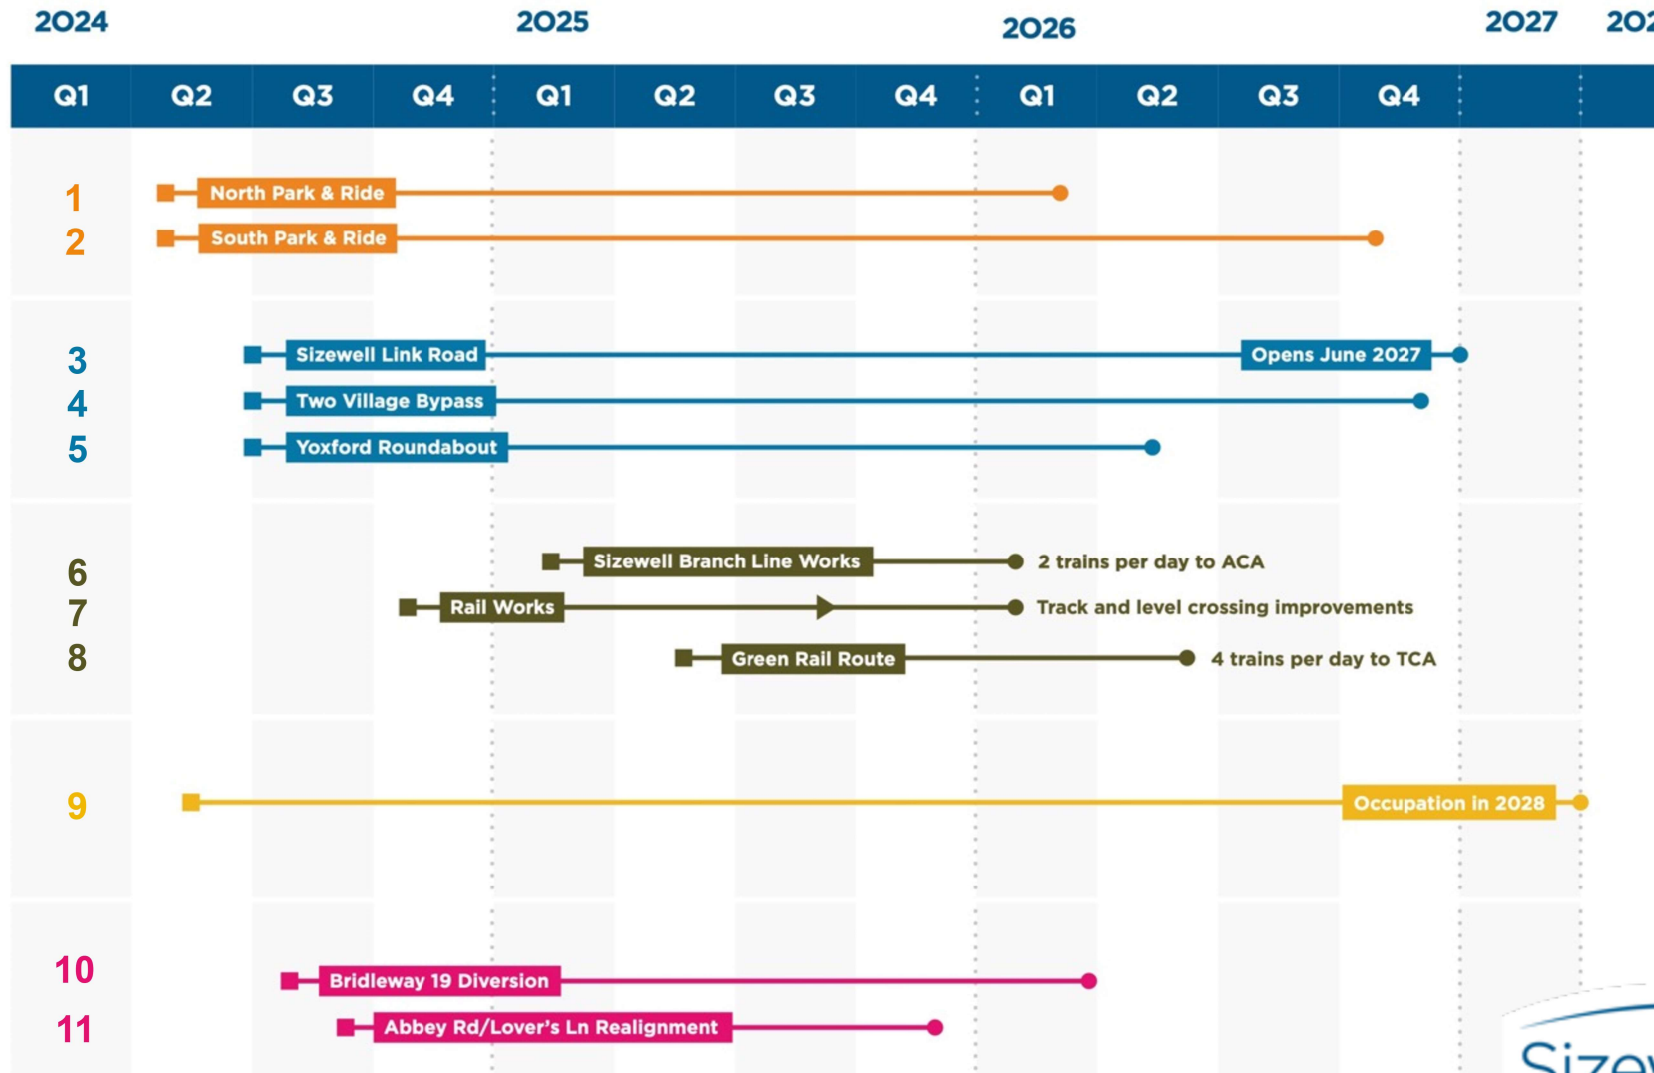 2024 2025 2026 2027 202
Q1 Q2 Q3 Q4 Q1 Q2 Q3 Q4 Q1 Q2 Q3 Q4
1 North Park & Ride
2 South Park & Ride
3 Sizewell Link Road Opens June 2027
4 Two Village Bypass
5 Yoxford Roundabout
6 Sizewell Branch Line Works 2 trains per day to ACA
7 Rail Works Track and level crossing improvements
8 Green Rail Route 4 trains per day to TCA
9 Occupation in 2028
10 Bridleway 19 Diversion
11 Abbey Rd/Lover's Ln Realignment